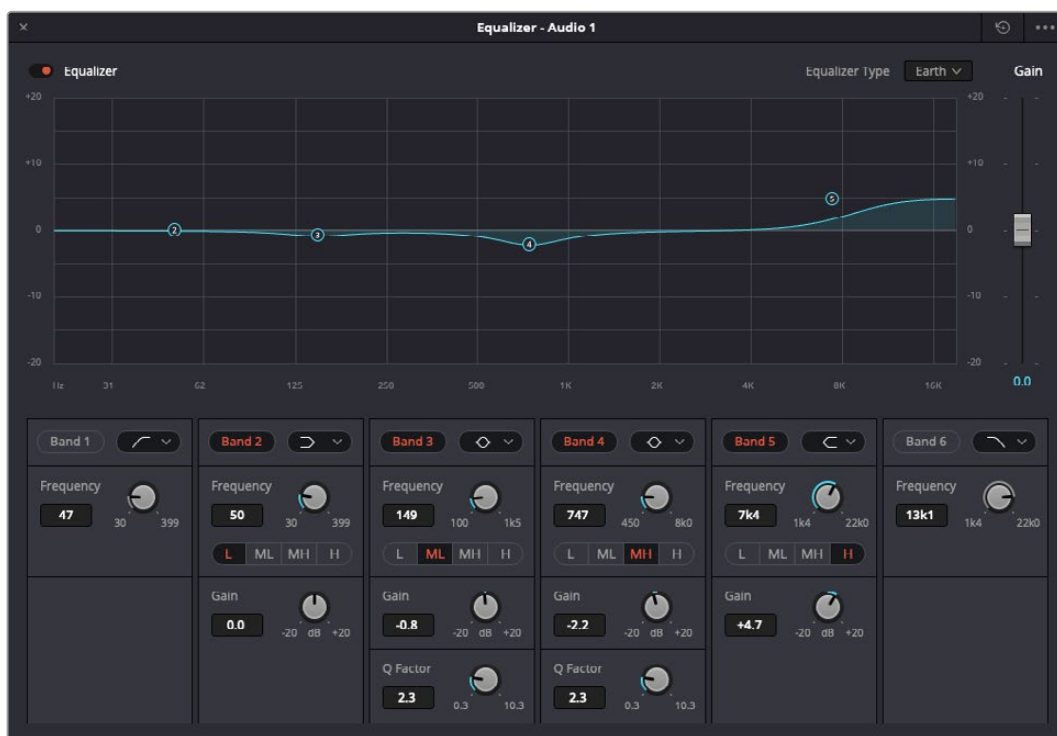 Equalizer - Audio 1
Equalizer
Equalizer Type Earth Gain
+20 +20
+10 +10
0 0
-10 -10
-20 -20
Hz 31 62 125 250 500 1K 2K 4K 8K 16K
0.0
2 3 4 5
Band 1 Band 2 Band 3 Band 4 Band 5 Band 6
Frequency Frequency Frequency Frequency Frequency Frequency
47 50 149 747 7k4 13k1
30 399 30 399 100 1k5 450 8k0 1k4 22k0 1k4 22k0
L ML MH H L ML MH H L ML MH H L ML MH H
Gain Gain Gain Gain
0.0 -0.8 -2.2 +4.7
-20 dB +20 -20 dB +20 -20 dB +20 -20 dB +20
Q Factor Q Factor
2.3 2.3
0.3 10.3 0.3 10.3